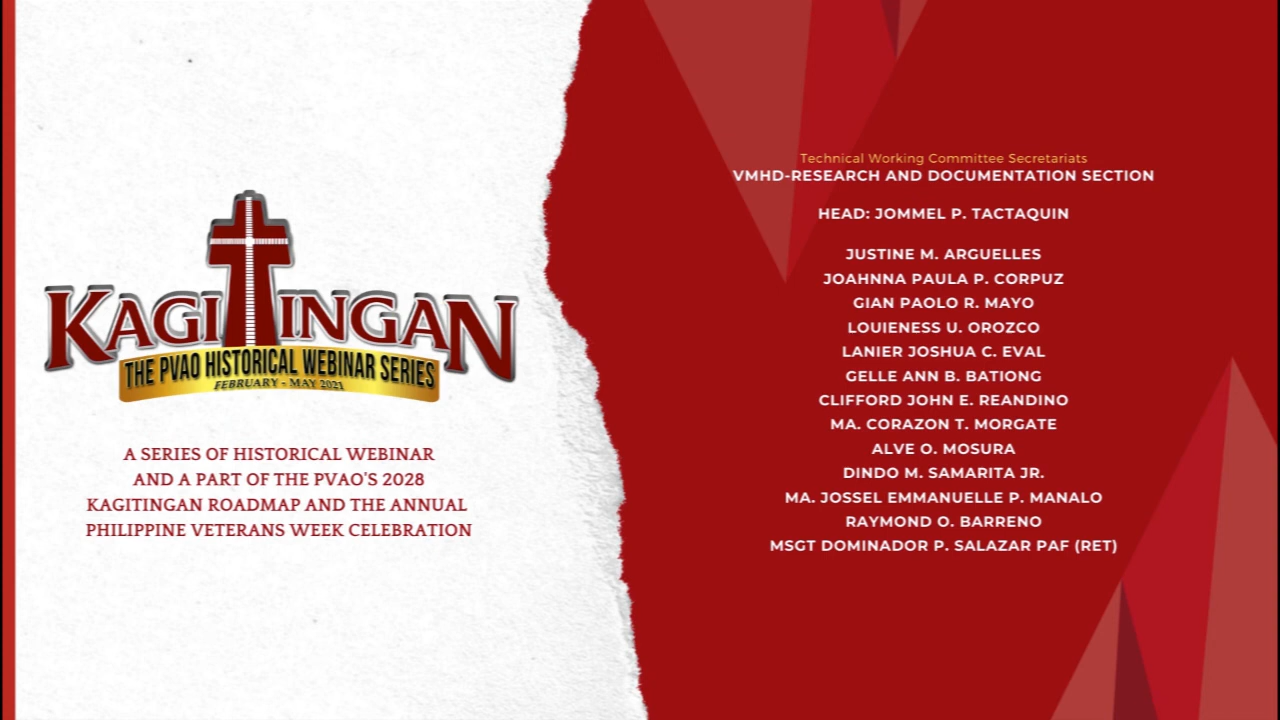 KAGITINGAN
THE PVAO HISTORICAL WEBINAR SERIES
FEBRUARY - MAY 2021
A SERIES OF HISTORICAL WEBINAR
AND A PART OF THE PVAO'S 2028
KAGITINGAN ROADMAP AND THE ANNUAL
PHILIPPINE VETERANS WEEK CELEBRATION
Technical Working Committee Secretariats
VMHD-RESEARCH AND DOCUMENTATION SECTION
HEAD: JOMMEL P. TACTAQUIN
JUSTINE M. ARGUELLES
JOAHNNA PAULA P. CORPUZ
GIAN PAOLO R. MAYO
LOUIENESS U. OROZCO
LANIER JOSHUA C. EVAL
GELLE ANN B. BATIONG
CLIFFORD JOHN E. REANDINO
MA. CORAZON T. MORGATE
ALVE O. MOSURA
DINDO M. SAMARITA JR.
MA. JOSSEL EMMANUELLE P. MANALO
RAYMOND O. BARRENO
MSGT DOMINADOR P. SALAZAR PAF (RET)